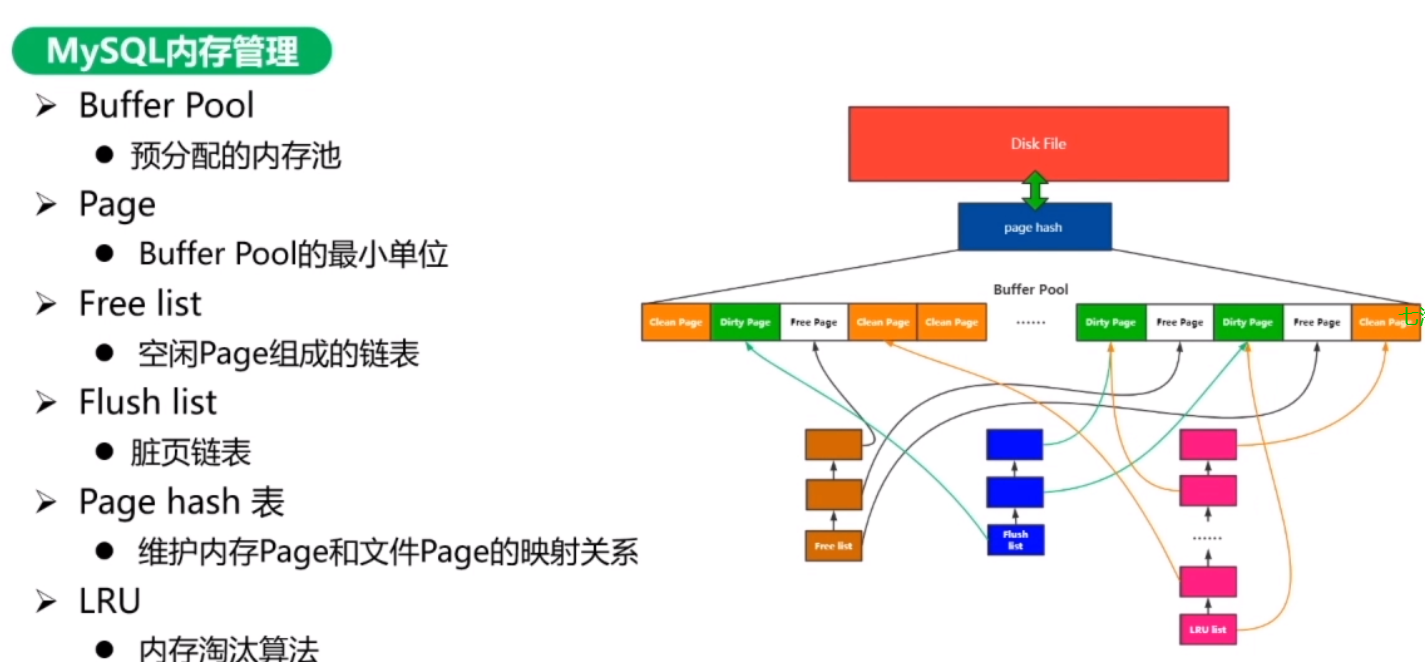 MySQL内存管理
Buffer Pool
预分配的内存池
Page
Buffer Pool的最小单位
Free list
空闲Page组成的链表
Flush list
脏页链表
Page hash 表
维护内存Page和文件Page的映射关系
LRU
内存淘汰算法
Disk File
page hash
Buffer Pool
Clean Page Dirty Page Free Page Clean Page Clean Page ...... Dirty Page Free Page Dirty Page Free Page Clean Page
七
Free list
Flush
list
......
LRU list